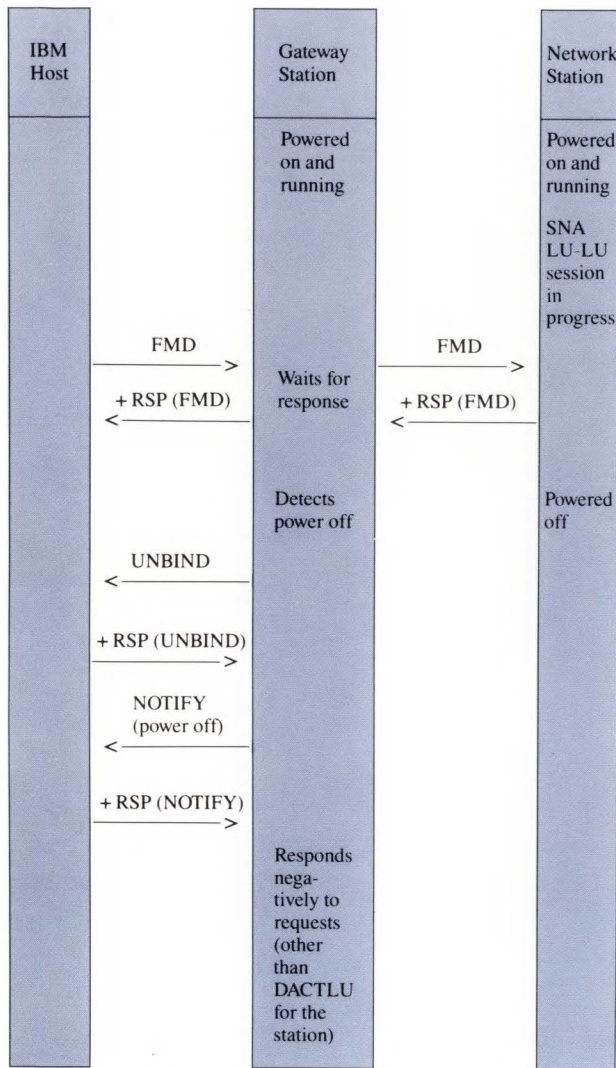 IBM
Host
Gateway
Station
Network
Station
Powered
on and
running
Powered
on and
running
SNA
LU-LU
session
in
progress
FMD
FMD
Waits for
response
+ RSP (FMD)
+ RSP (FMD)
Detects
power off
Powered
off
UNBIND
+ RSP (UNBIND)
NOTIFY
(power off)
+ RSP (NOTIFY)
Responds
nega-
tively to
requests
(other
than
DACTLU
for the
station)